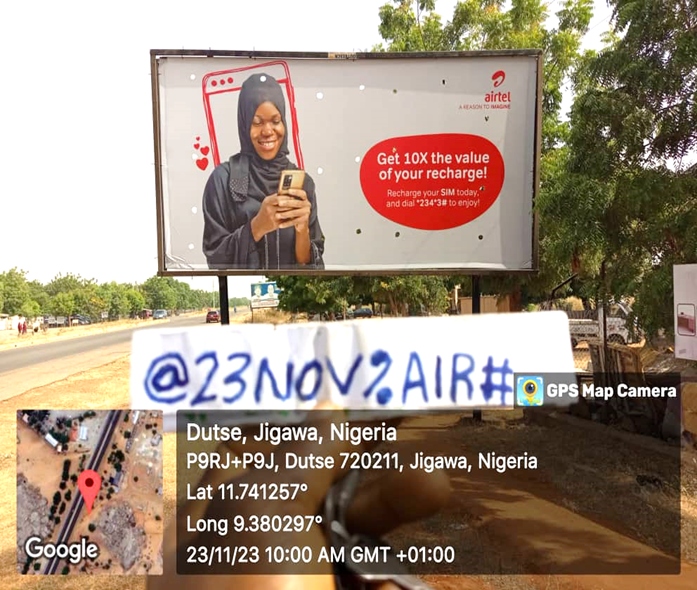 airtel
A REASON TO IMAGINE
Get 10X the value
of your recharge!
Recharge your SIM today,
and dial *234*3# to enjoy!
@23NOV%AIR#
GPS Map Camera
Dutse, Jigawa, Nigeria
P9RJ+P9J, Dutse 720211, Jigawa, Nigeria
Lat 11.741257°
Long 9.380297°
23/11/23 10:00 AM GMT +01:00
Google